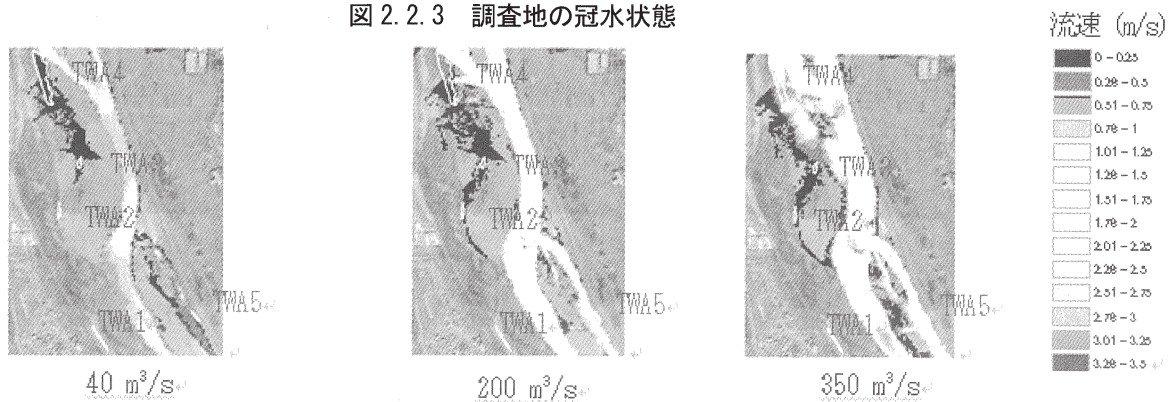 図 2.2.3 調査地の冠水状態
TWA4
TWA3
TWA2
TWA1
TWA5
40 m³/s
TWA4
TWA3
TWA2
TWA1
TWA5
200 m³/s
TWA4
TWA3
TWA2
TWA1
TWA5
350 m³/s
流速 (m/s)
0 - 0.25
0.26 - 0.5
0.51 - 0.75
0.76 - 1
1.01 - 1.25
1.26 - 1.5
1.51 - 1.75
1.76 - 2
2.01 - 2.25
2.26 - 2.5
2.51 - 2.75
2.76 - 3
3.01 - 3.25
3.26 - 3.5